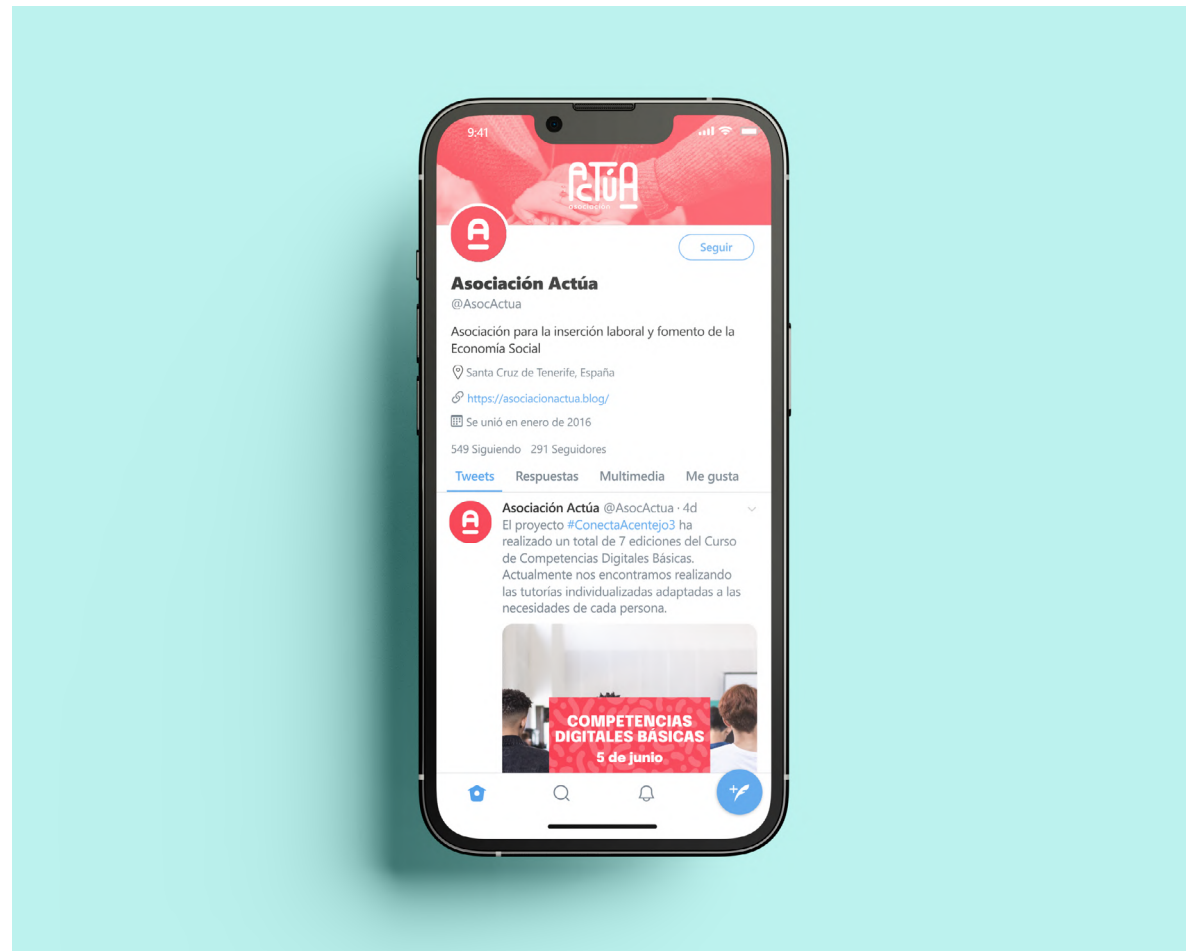 9:41
ACTÚA
asociación
A
Seguir
Asociación Actúa
@AsocActua
Asociación para la inserción laboral y fomento de la
Economía Social
Santa Cruz de Tenerife, España
https://asociacionactua.blog/
Se unió en enero de 2016
549 Siguiendo 291 Seguidores
Tweets Respuestas Multimedia Me gusta
A
Asociación Actúa @AsocActua · 4d
El proyecto #ConectaAcentejo3 ha
realizado un total de 7 ediciones del Curso
de Competencias Digitales Básicas.
Actualmente nos encontramos realizando
las tutorías individualizadas adaptadas a las
necesidades de cada persona.
COMPETENCIAS
DIGITALES BÁSICAS
5 de junio